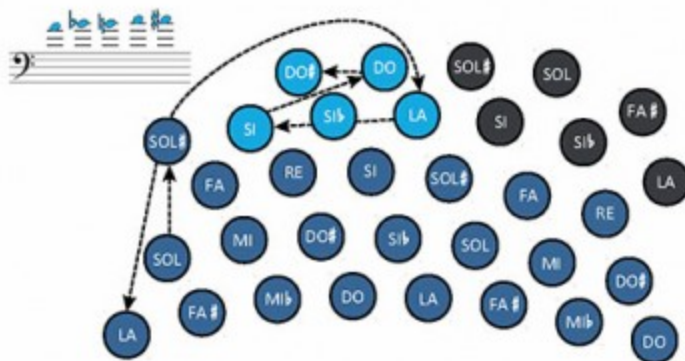 DO# DO SOL# SOL
SI SIb LA SI SIb FA#
SOL# LA
FA RE SI SOL# FA RE
SOL MI DO# SIb SOL MI DO#
LA FA# MIb DO LA FA# MIb DO